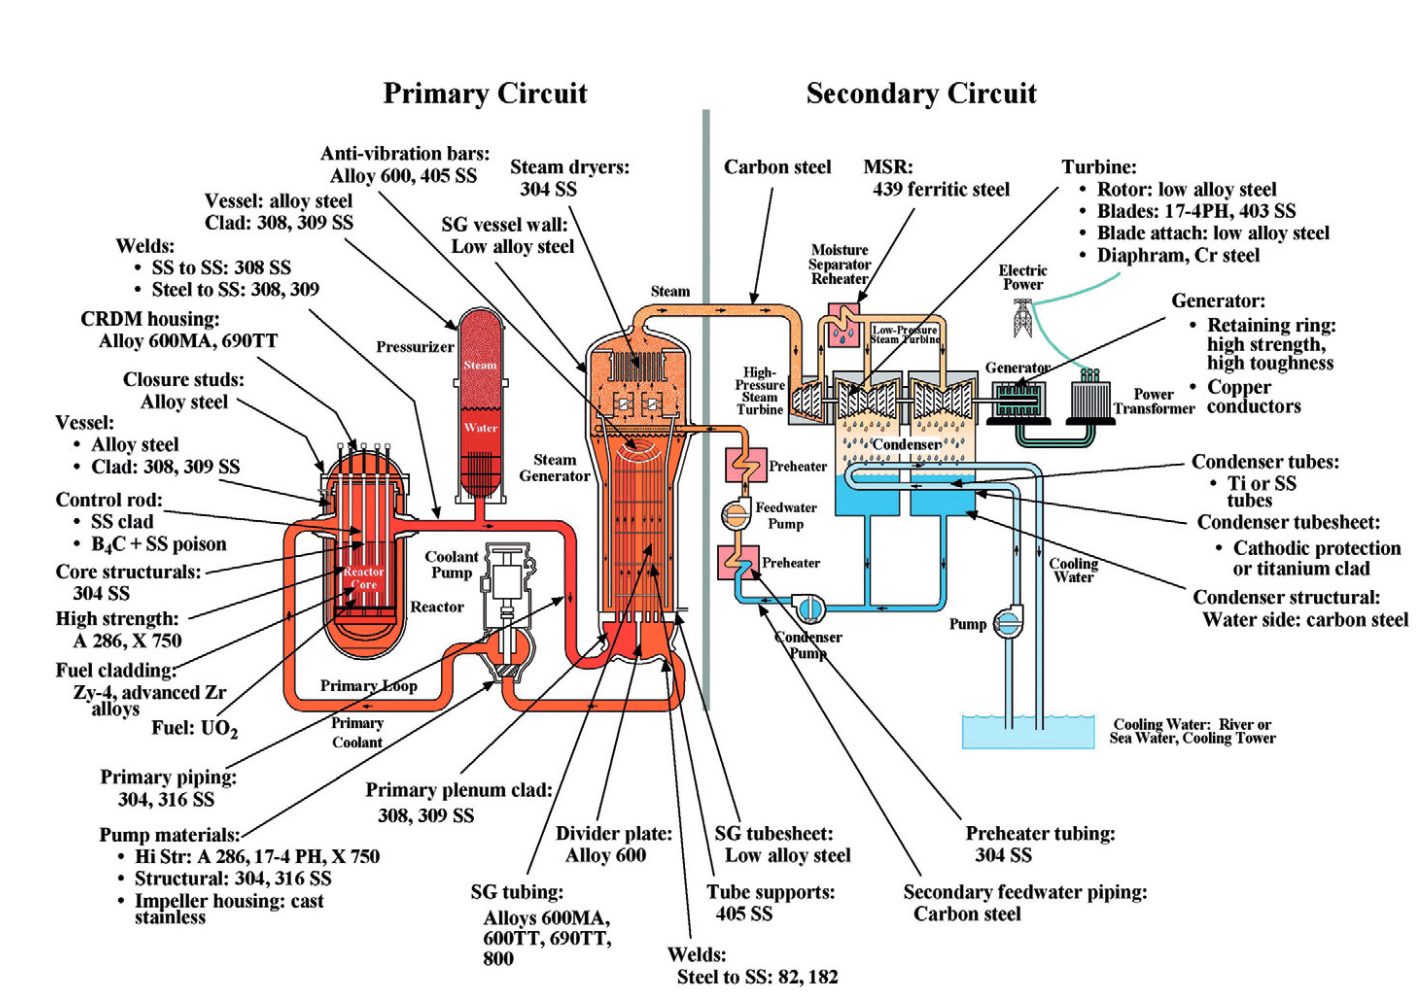 Primary Circuit
Secondary Circuit
Anti-vibration bars:
Alloy 600, 405 SS
Steam dryers:
304 SS
Vessel: alloy steel
Clad: 308, 309 SS
SG vessel wall:
Low alloy steel
Welds:
• SS to SS: 308 SS
• Steel to SS: 308, 309
CRDM housing:
Alloy 600MA, 690TT
Closure studs:
Alloy steel
Vessel:
• Alloy steel
• Clad: 308, 309 SS
Control rod:
• SS clad
• B₄C + SS poison
Core structurals:
304 SS
High strength:
A 286, X 750
Fuel cladding:
Zy-4, advanced Zr
alloys
Fuel: UO₂
Primary piping:
304, 316 SS
Pump materials:
• Hi Str: A 286, 17-4 PH, X 750
• Structural: 304, 316 SS
• Impeller housing: cast
stainless
Pressurizer
Steam
Water
Steam
Generator
Coolant
Pump
Reactor
Core
Reactor
Primary Loop
Primary
Coolant
Primary plenum clad:
308, 309 SS
SG tubing:
Alloys 600MA,
600TT, 690TT,
800
Divider plate:
Alloy 600
SG tubesheet:
Low alloy steel
Tube supports:
405 SS
Welds:
Steel to SS: 82, 182
Steam
Carbon steel
MSR:
439 ferritic steel
Turbine:
• Rotor: low alloy steel
• Blades: 17-4PH, 403 SS
• Blade attach: low alloy steel
• Diaphram, Cr steel
Moisture
Separator
Reheater
Low-Pressure
Steam Turbine
High-
Pressure
Steam
Turbine
Electric
Power
Generator
Power
Transformer
Generator:
• Retaining ring:
high strength,
high toughness
• Copper
conductors
Condenser
Preheater
Feedwater
Pump
Preheater
Condenser
Pump
Cooling
Water
Pump
Condenser tubes:
• Ti or SS
tubes
Condenser tubesheet:
• Cathodic protection
or titanium clad
Condenser structural:
Water side: carbon steel
Cooling Water: River or
Sea Water, Cooling Tower
Preheater tubing:
304 SS
Secondary feedwater piping:
Carbon steel